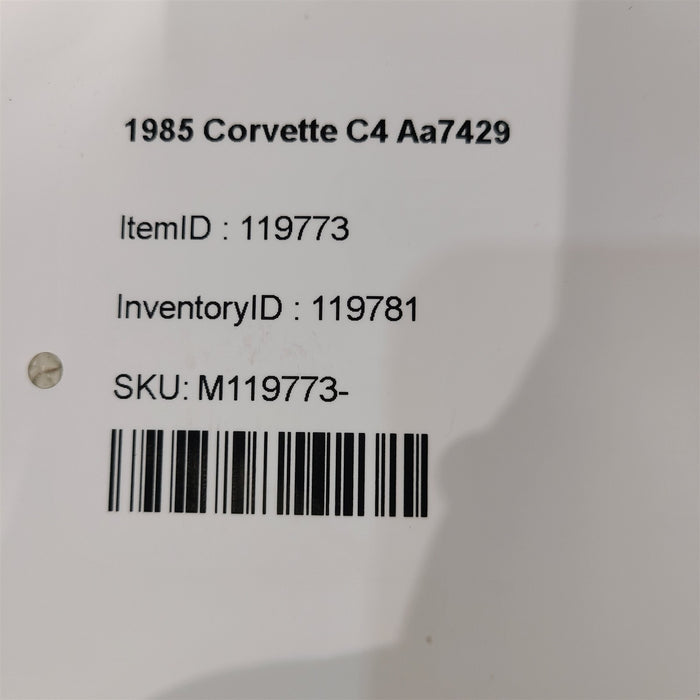 1985 Corvette C4 Aa7429
ItemID : 119773
InventoryID : 119781
SKU: M119773-